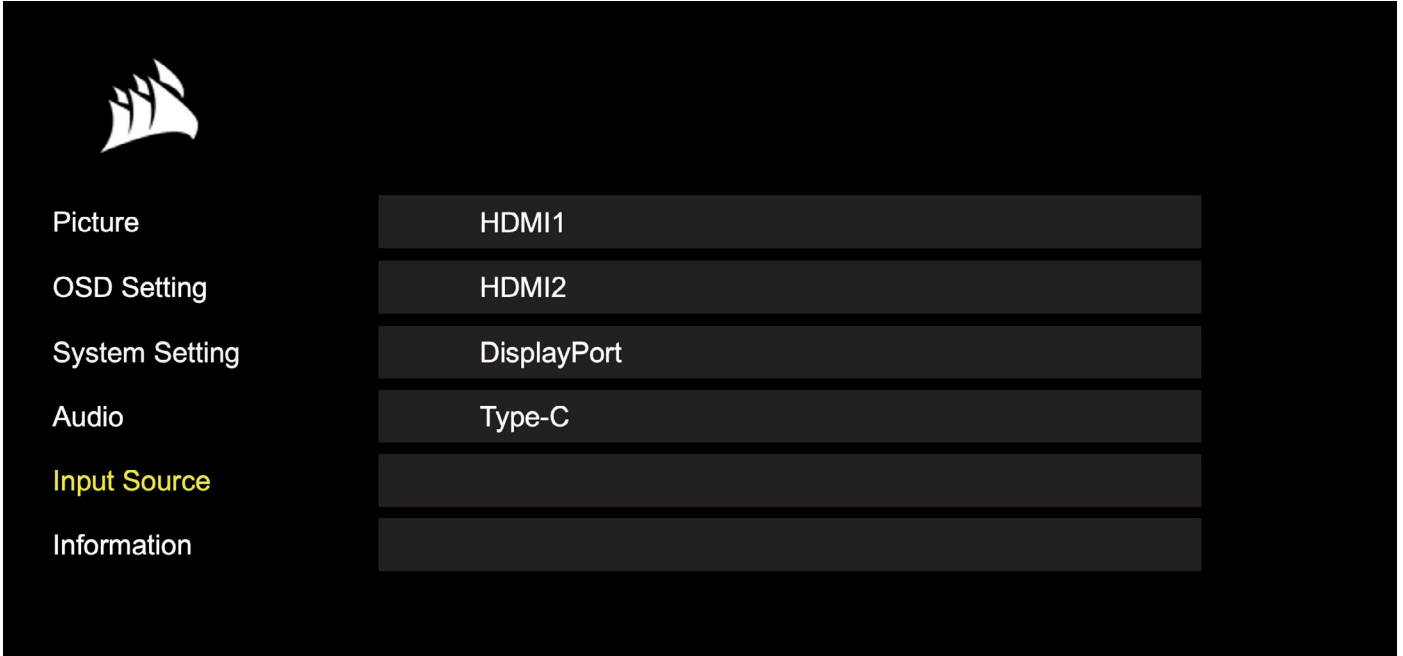 Picture HDMI1
OSD Setting HDMI2
System Setting DisplayPort
Audio Type-C
Input Source
Information